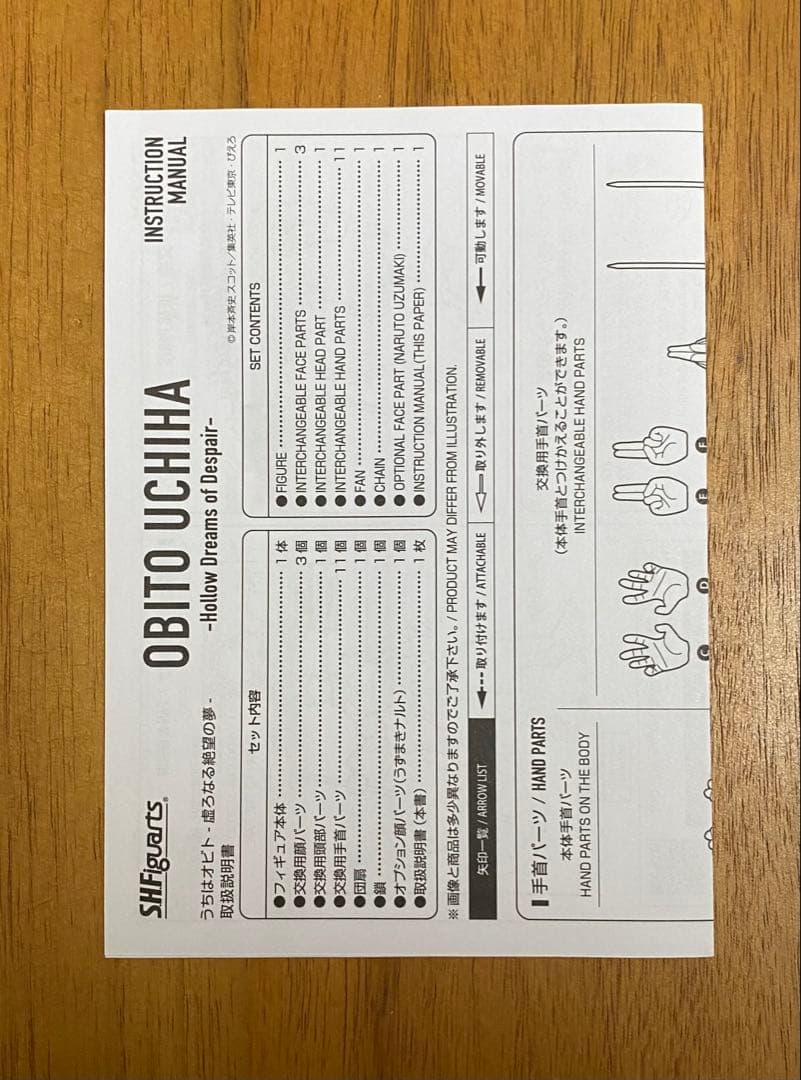 S.H.Figuarts®
うちはオビト - 虚ろなる絶望の夢 -
取扱説明書
OBITO UCHIHA
-Hollow Dreams of Despair-
INSTRUCTION
MANUAL
© 岸本斉史 スコット／集英社・テレビ東京・ぴえろ
セット内容
●フィギュア本体 …… 1 体
●交換用顔パーツ …… 3 個
●交換用頭部パーツ …… 1 個
●交換用手首パーツ …… 11 個
●団扇 …… 1 個
●鎖 …… 1 個
●オプション顔パーツ(うずまきナルト) …… 1 個
●取扱説明書 (本書) …… 1 枚
SET CONTENTS
●FIGURE …… 1
●INTERCHANGEABLE FACE PARTS …… 3
●INTERCHANGEABLE HEAD PART …… 1
●INTERCHANGEABLE HAND PARTS …… 11
●FAN …… 1
●CHAIN …… 1
●OPTIONAL FACE PART (NARUTO UZUMAKI) …… 1
●INSTRUCTION MANUAL(THIS PAPER) …… 1
※ 画像と商品は多少異なりますのでご了承下さい。/ PRODUCT MAY DIFFER FROM ILLUSTRATION.
矢印一覧 / ARROW LIST
取り付けます / ATTACHABLE
取り外します / REMOVABLE
可動します / MOVABLE
手首パーツ / HAND PARTS
本体手首パーツ
HAND PARTS ON THE BODY
交換用手首パーツ
(本体手首とつけかえることができます。)
INTERCHANGEABLE HAND PARTS
C D E F